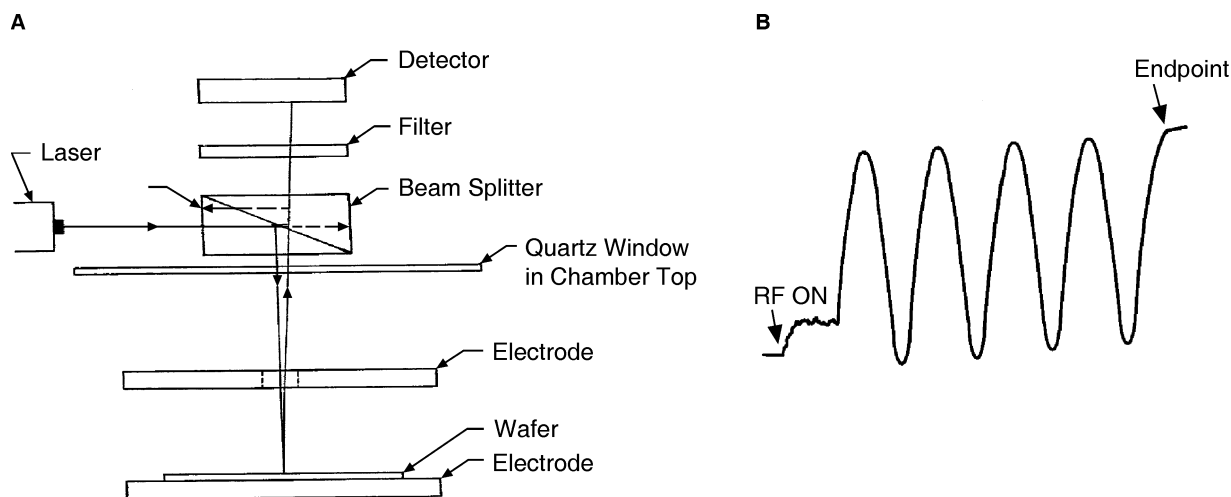 A
Detector
Filter
Laser
Beam Splitter
Quartz Window
in Chamber Top
Electrode
Wafer
Electrode
B
Endpoint
RF ON